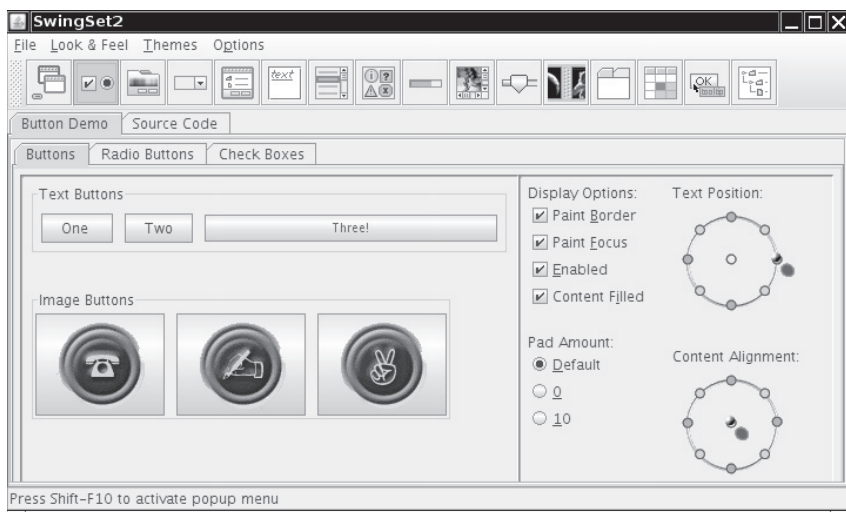 SwingSet2
File Look & Feel Themes Options
text
OK
Button Demo Source Code
Buttons Radio Buttons Check Boxes
Text Buttons
One Two Three!
Image Buttons
Display Options:
Paint Border
Paint Focus
Enabled
Content Filled
Pad Amount:
Default
0
10
Text Position:
Content Alignment:
Press Shift-F10 to activate popup menu